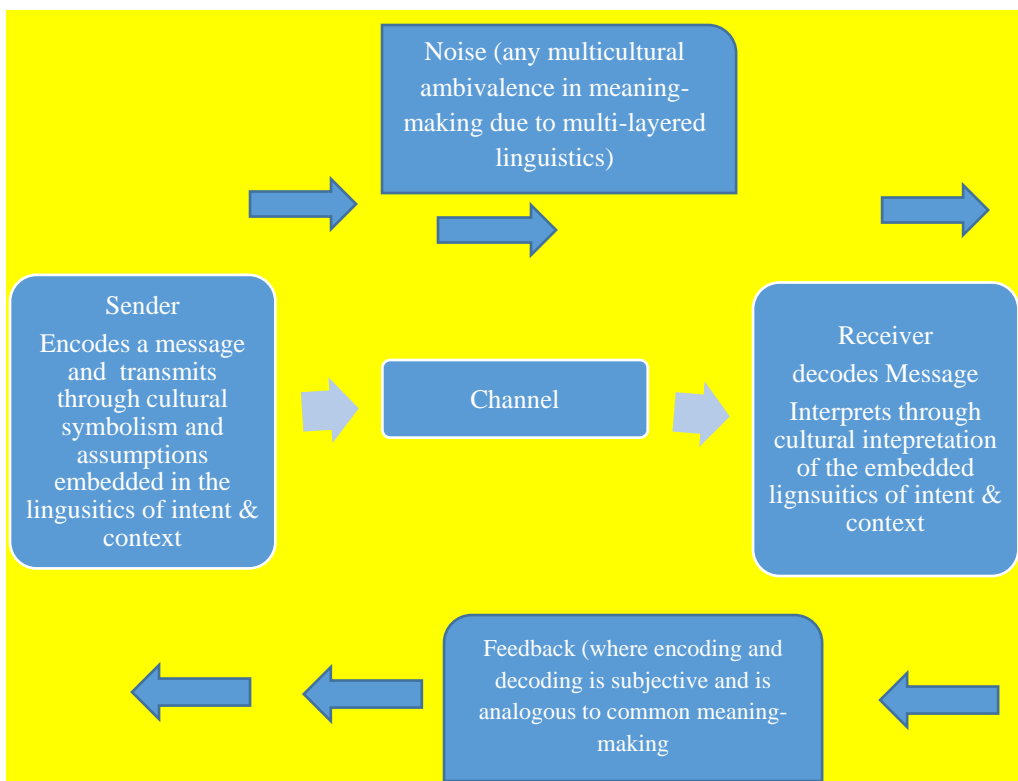 Noise (any multicultural
ambivalence in meaning-
making due to multi-layered
linguistics)
Sender
Encodes a message
and transmits
through cultural
symbolism and
assumptions
embedded in the
lingusitics of intent &
context
Channel
Receiver
decodes Message
Interprets through
cultural intepretation
of the embedded
lignsuitics of intent &
context
Feedback (where encoding and
decoding is subjective and is
analogous to common meaning-
making